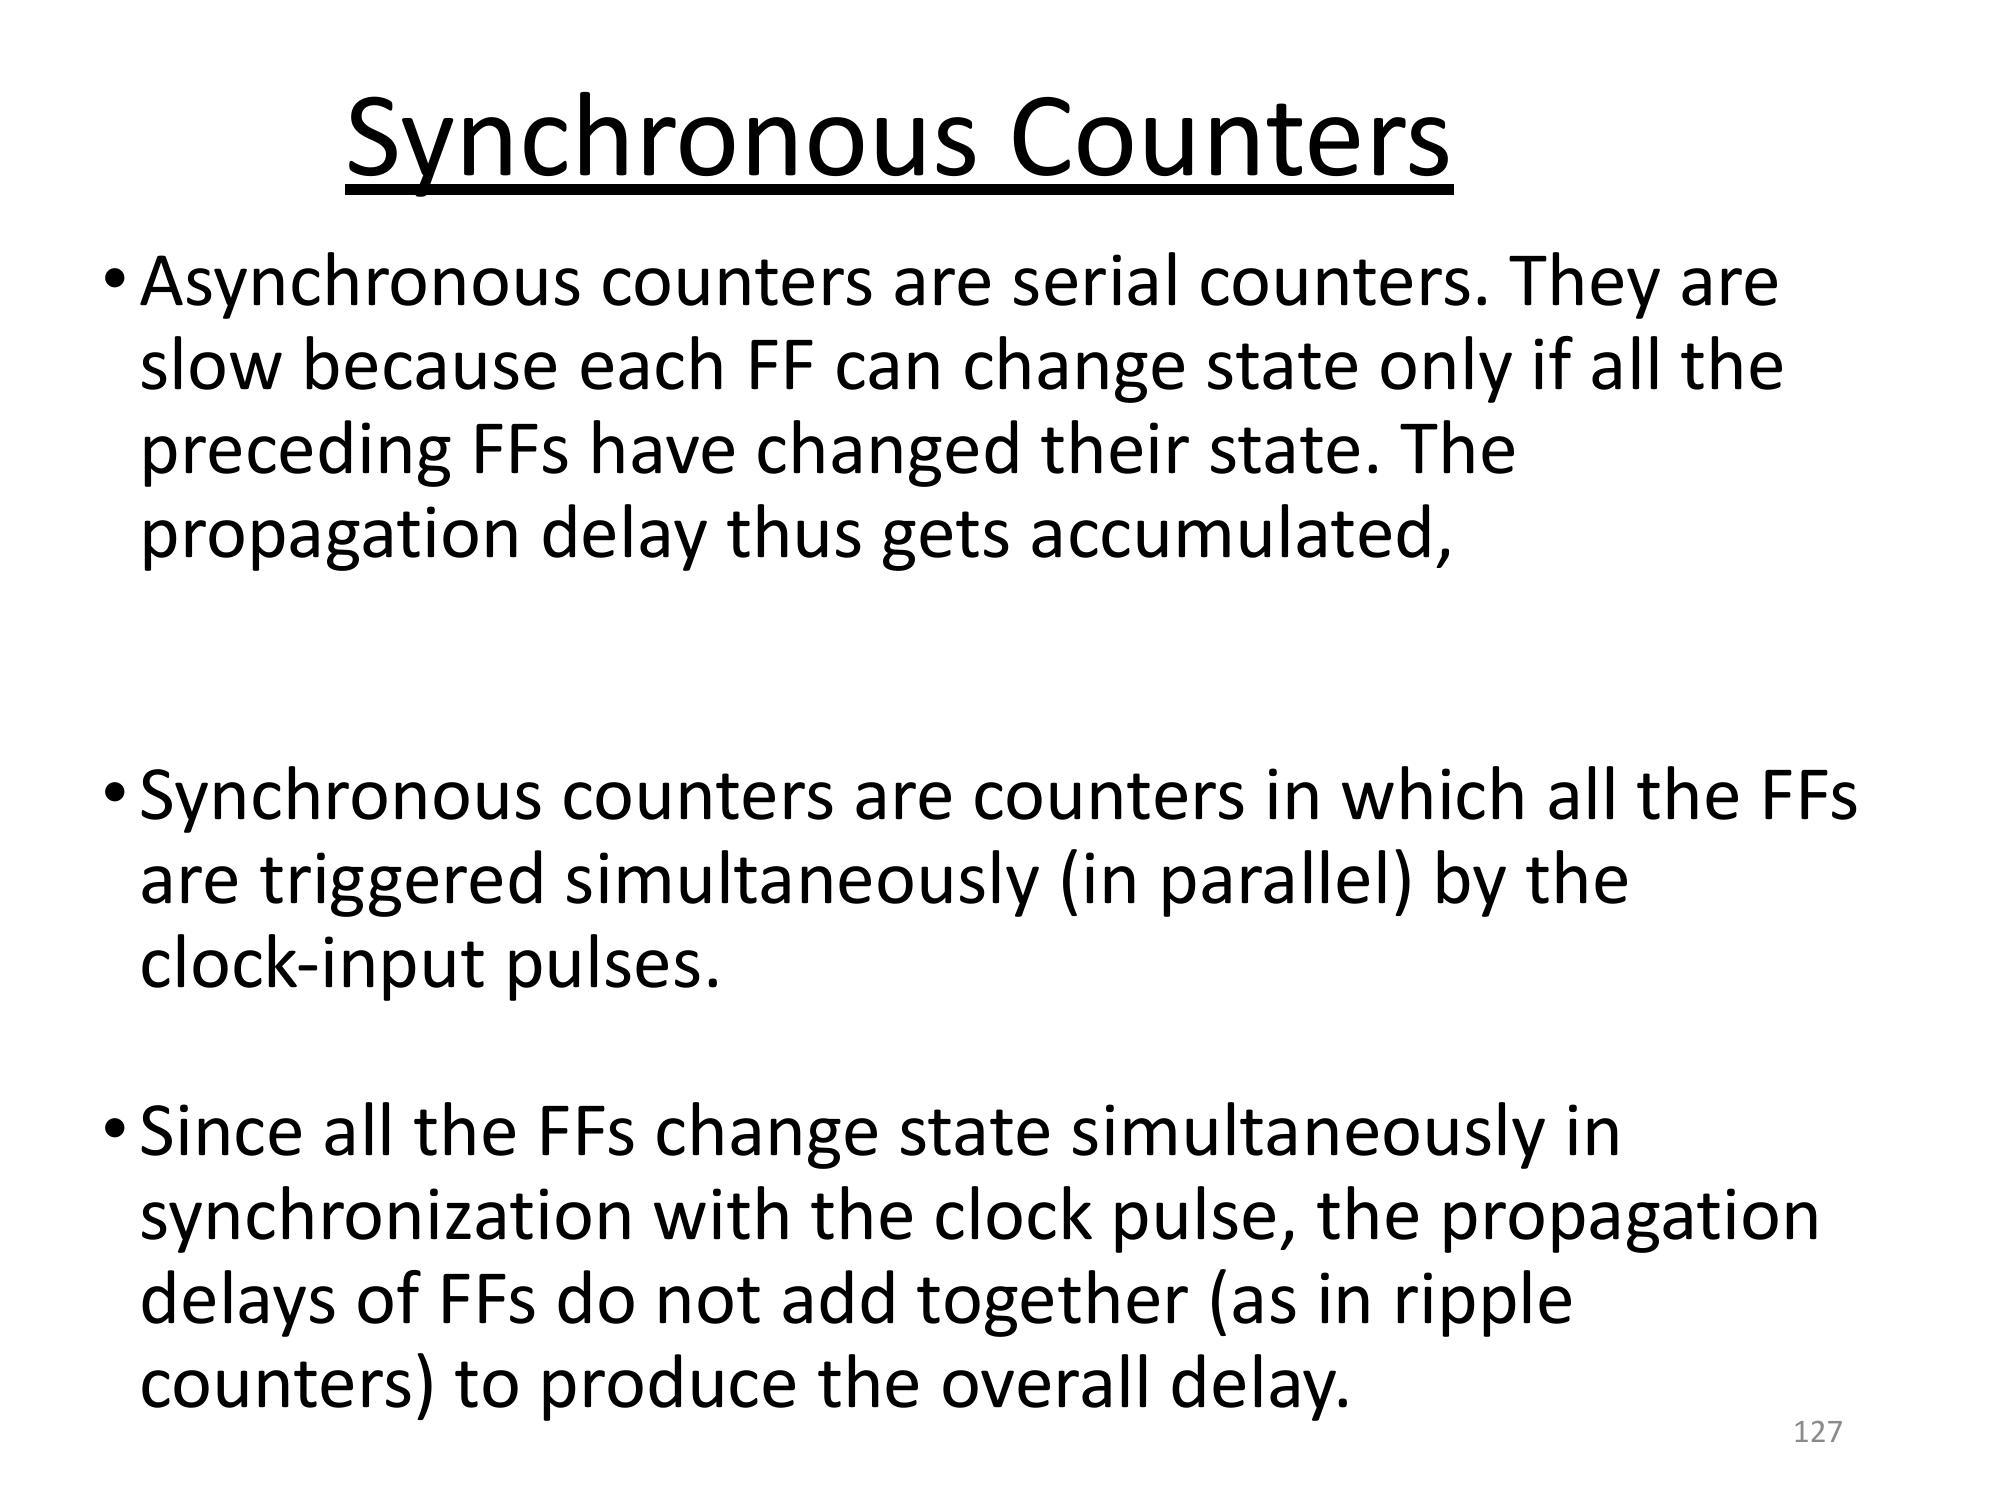 Synchronous Counters
• Asynchronous counters are serial counters. They are
slow because each FF can change state only if all the
preceding FFs have changed their state. The
propagation delay thus gets accumulated,
• Synchronous counters are counters in which all the FFs
are triggered simultaneously (in parallel) by the
clock-input pulses.
• Since all the FFs change state simultaneously in
synchronization with the clock pulse, the propagation
delays of FFs do not add together (as in ripple
counters) to produce the overall delay.
127